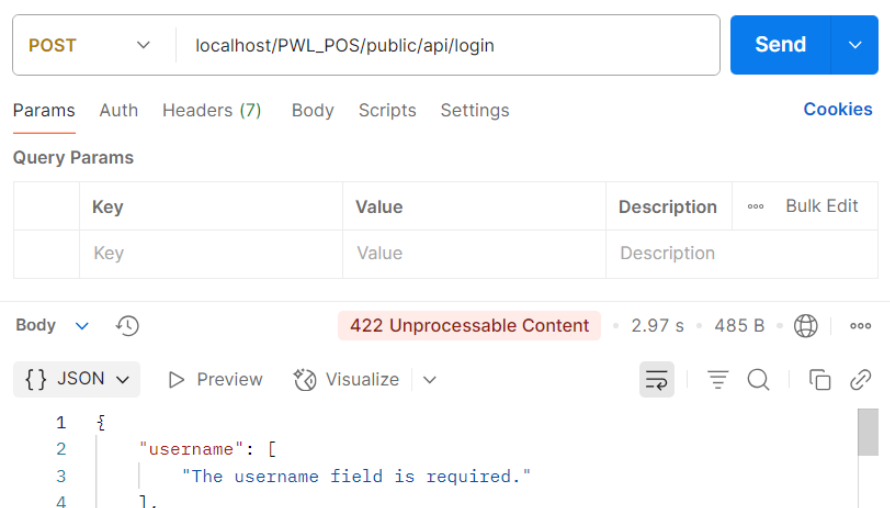 POST localhost/PWL_POS/public/api/login Send
Params Auth Headers (7) Body Scripts Settings Cookies
Query Params
Key Value Description Bulk Edit
Key Value Description
Body 422 Unprocessable Content 2.97 s 485 B
{} JSON Preview Visualize
1 {
2 "username": [
3 "The username field is required."
4 ],